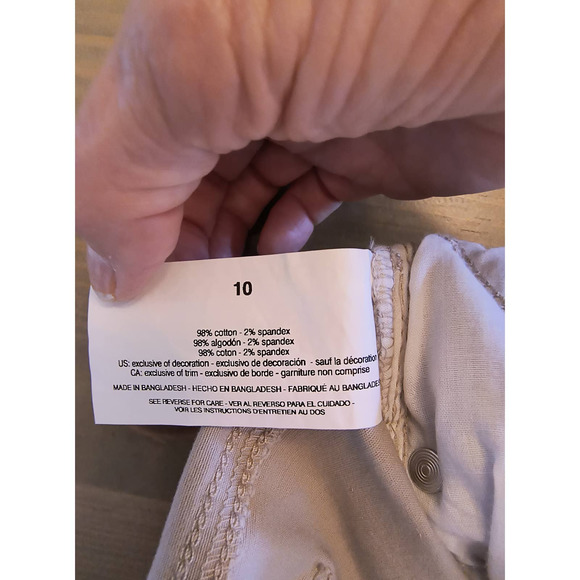 10
98% cotton - 2% spandex
98% algodón - 2% spandex
98% coton - 2% spandex
US: exclusive of decoration - exclusivo de decoración - sauf la décoration
CA: exclusive of trim - exclusivo de borde - garniture non comprise
MADE IN BANGLADESH - HECHO EN BANGLADESH - FABRIQUÉ AU BANGLADE
SEE REVERSE FOR CARE - VER AL REVERSO PARA EL CUIDADO -
VOIR LES INSTRUCTIONS D'ENTRETIEN AU DOS